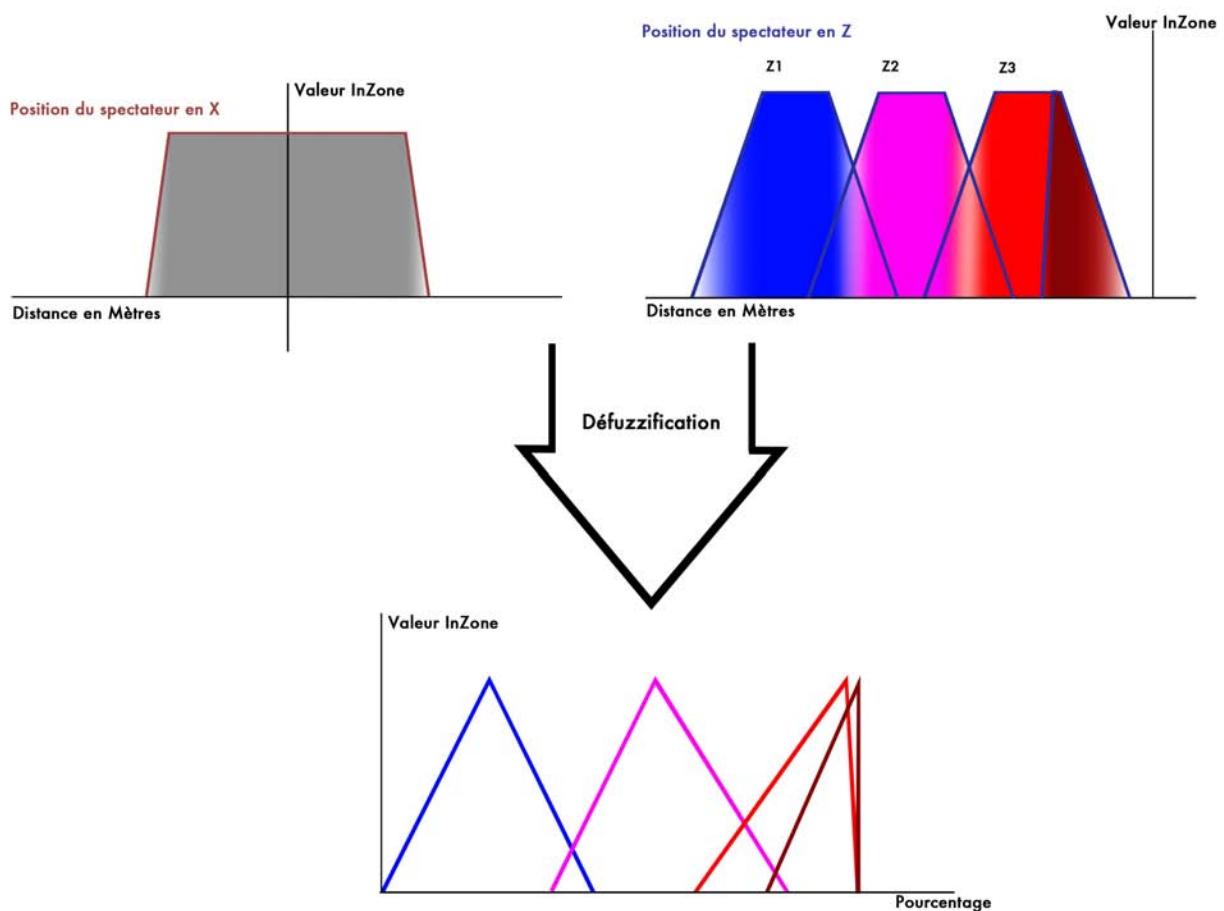 Position du spectateur en X
Valeur InZone
Distance en Mètres
Position du spectateur en Z
Valeur InZone
Z1
Z2
Z3
Distance en Mètres
Défuzzification
Valeur InZone
Pourcentage